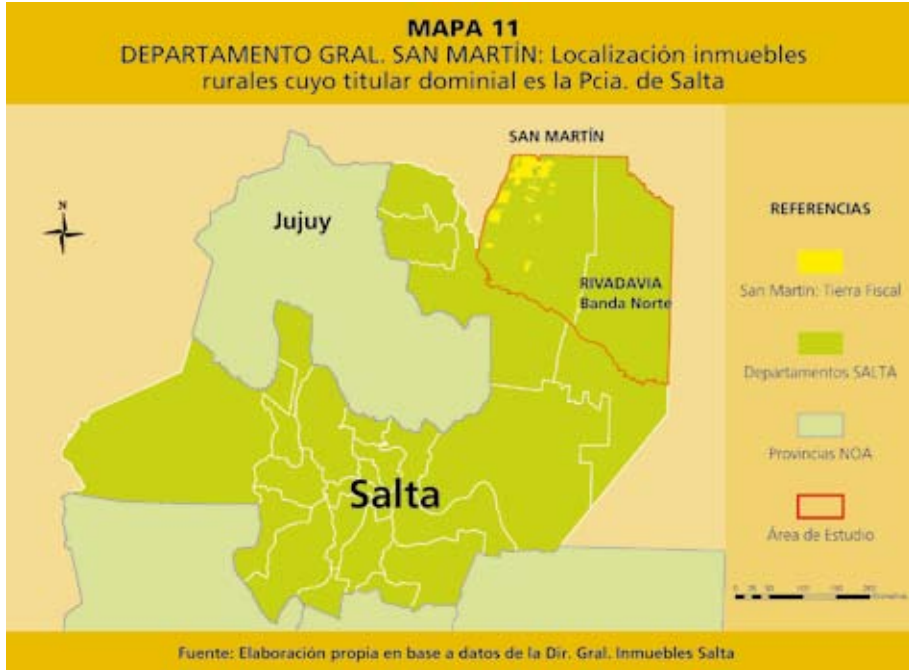 MAPA 11
DEPARTAMENTO GRAL. SAN MARTÍN: Localización inmuebles
rurales cuyo titular dominial es la Pcia. de Salta
SAN MARTÍN
N
Jujuy
RIVADAVIA
Banda Norte
Salta
REFERENCIAS
San Martín: Tierra Fiscal
Departamentos SALTA
Provincias NOA
Área de Estudio
Fuente: Elaboración propia en base a datos de la Dir. Gral. Inmuebles Salta